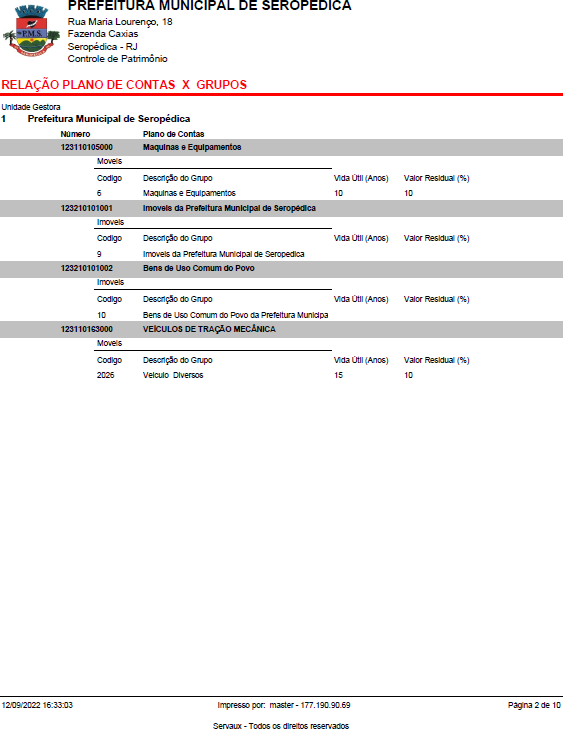 PREFEITURA MUNICIPAL DE SEROPÉDICA
Rua Maria Lourenço, 18
Fazenda Caxias
Seropédica - RJ
Controle de Patrimônio
P.M.S.
RELAÇÃO PLANO DE CONTAS X GRUPOS
Unidade Gestora
1 Prefeitura Municipal de Seropédica
Número Plano de Contas
123110105000 Maquinas e Equipamentos
Moveis
Codigo Descrição do Grupo Vida Útil (Anos) Valor Residual (%)
6 Maquinas e Equipamentos 10 10
123210101001 Imoveis da Prefeitura Municipal de Seropédica
Imoveis
Codigo Descrição do Grupo Vida Útil (Anos) Valor Residual (%)
9 Imoveis da Prefeitura Municipal de Seropedica
123210101002 Bens de Uso Comum do Povo
Imoveis
Codigo Descrição do Grupo Vida Útil (Anos) Valor Residual (%)
10 Bens de Uso Comum do Povo da Prefeitura Municipa
123110163000 VEÍCULOS DE TRAÇÃO MECÂNICA
Moveis
Codigo Descrição do Grupo Vida Útil (Anos) Valor Residual (%)
2026 Veiculo Diversos 15 10
12/09/2022 16:33:03 Impresso por: master - 177.190.90.69 Página 2 de 10
Servaux - Todos os direitos reservados